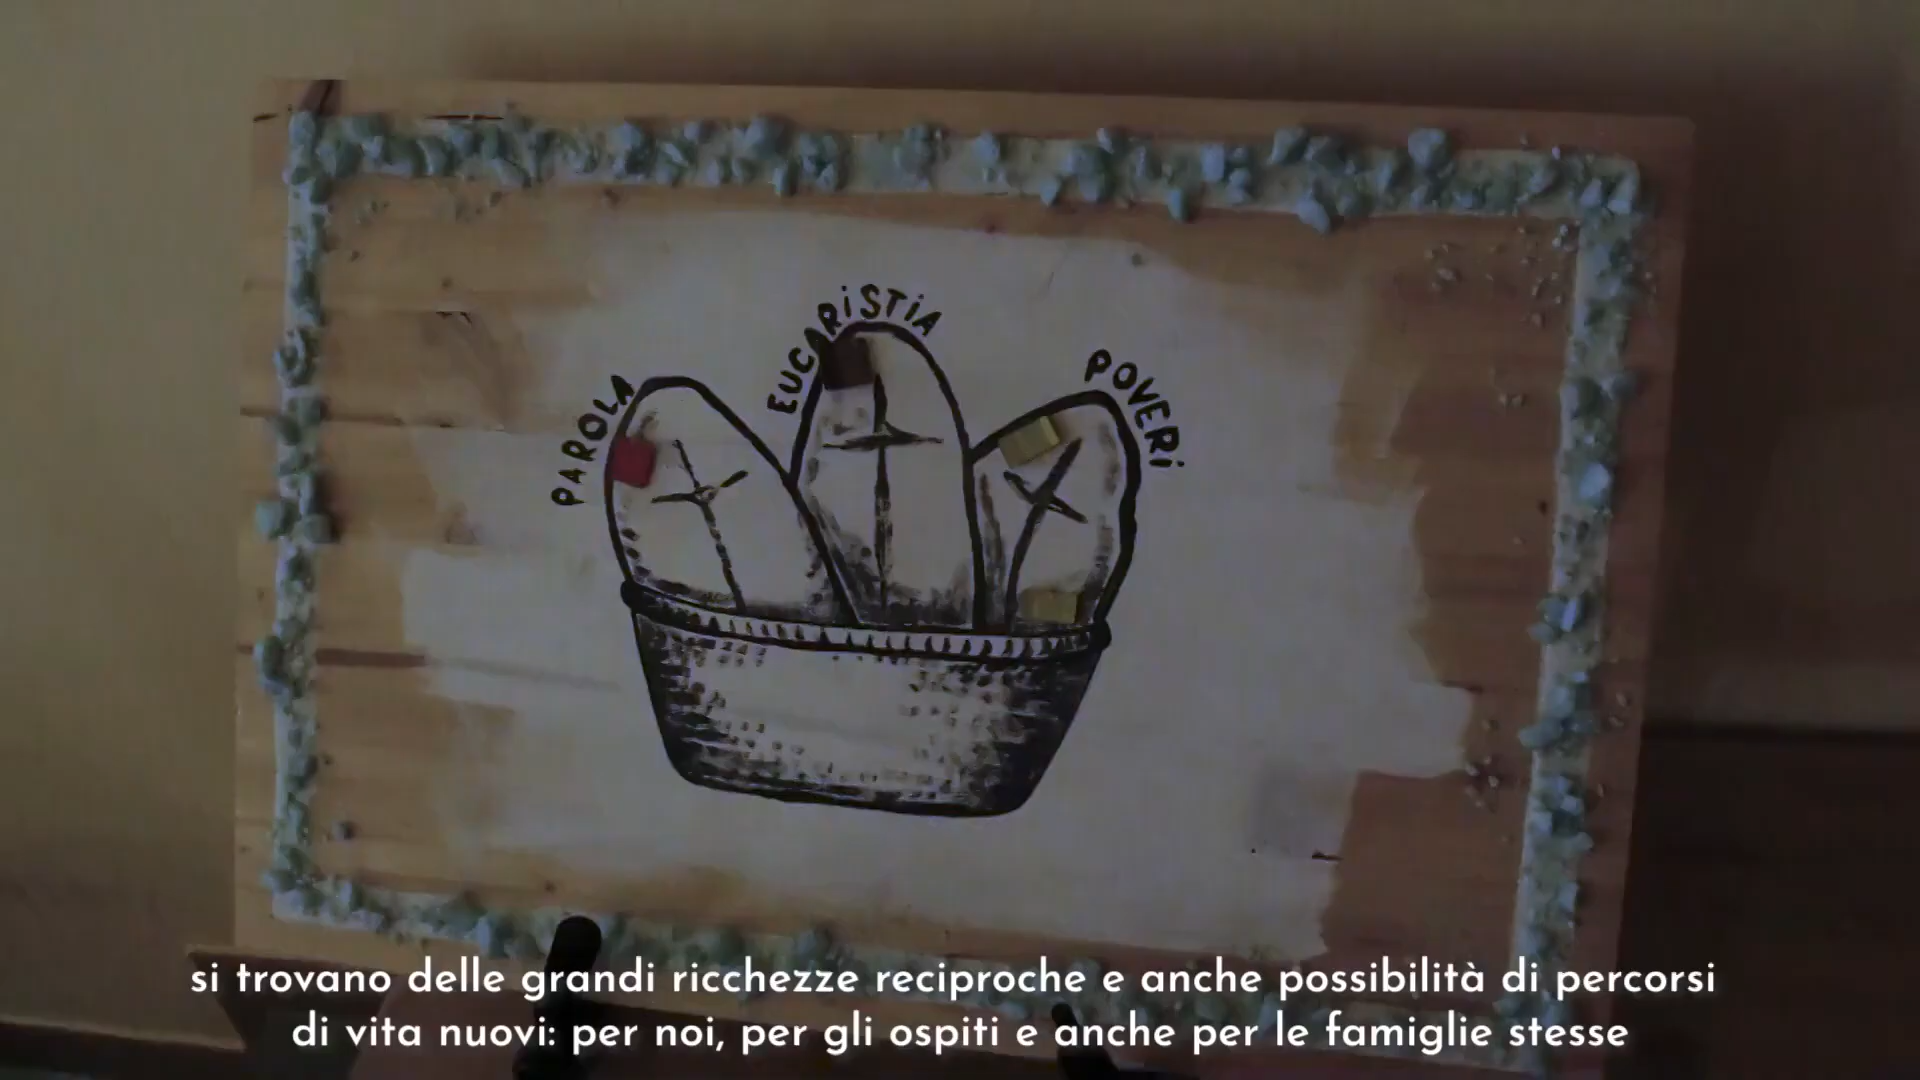 PAROLA
EUCARiSTiA
POVERi
si trovano delle grandi ricchezze reciproche e anche possibilità di percorsi
di vita nuovi: per noi, per gli ospiti e anche per le famiglie stesse